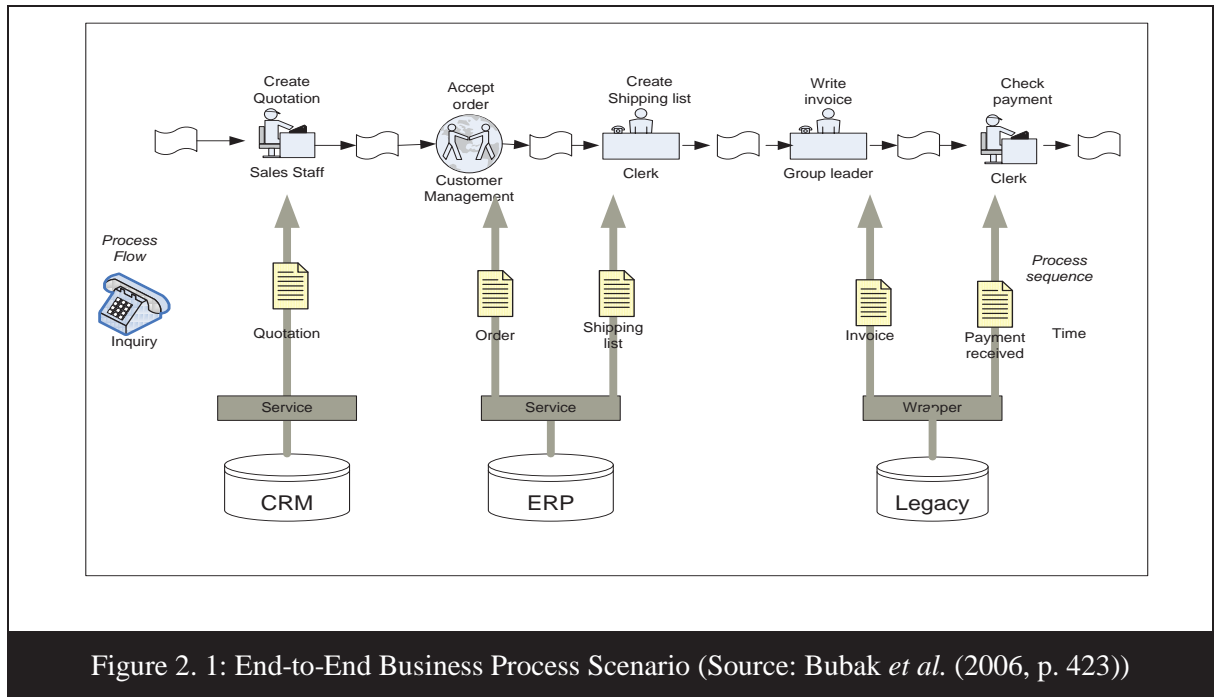 Create
Quotation
Sales Staff
Accept
order
Customer
Management
Create
Shipping list
Clerk
Write
invoice
Group leader
Check
payment
Clerk
Process
Flow
Inquiry
Quotation
Order
Shipping
list
Invoice
Payment
received
Process
sequence
Time
Service
Service
Wrapper
CRM
ERP
Legacy
Figure 2. 1: End-to-End Business Process Scenario (Source: Bubak et al. (2006, p. 423))